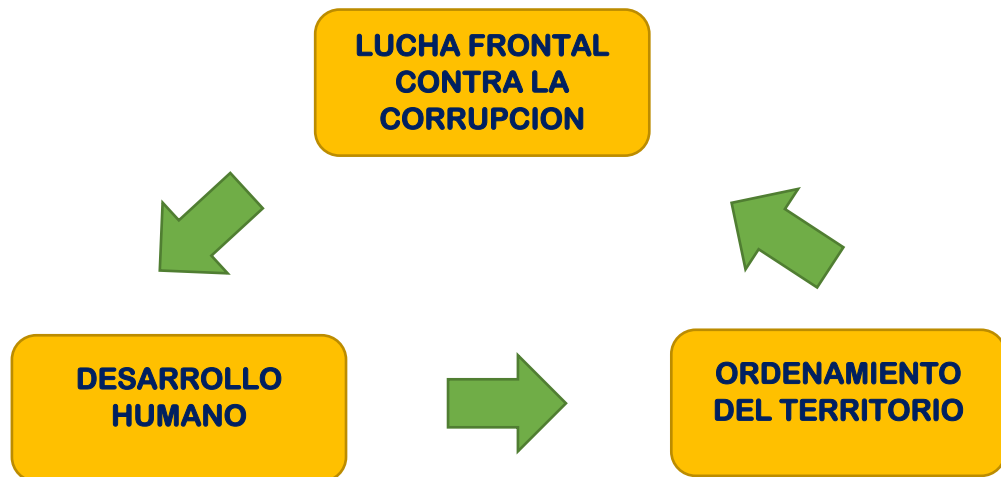 LUCHA FRONTAL
CONTRA LA
CORRUPCION
DESARROLLO
HUMANO
ORDENAMIENTO
DEL TERRITORIO